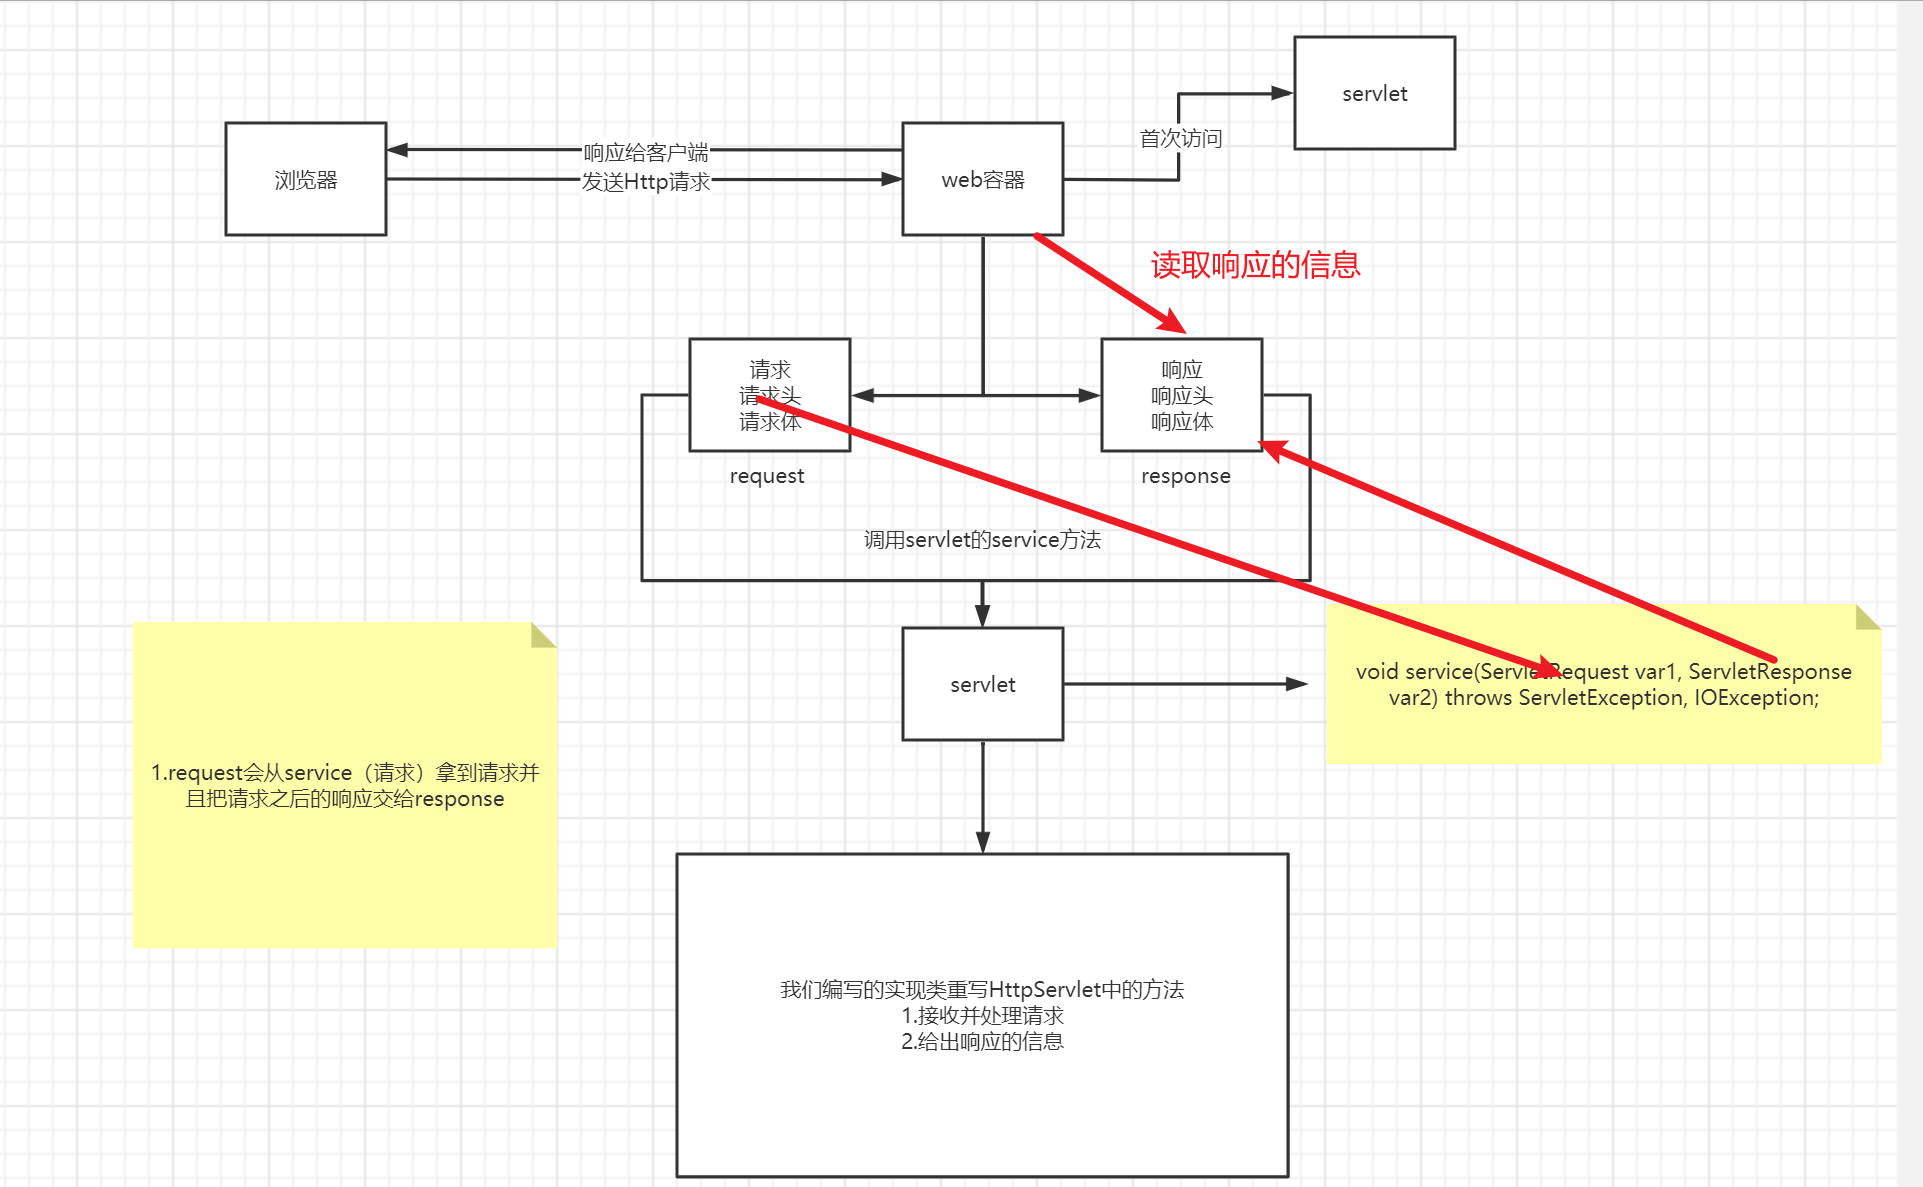 servlet
首次访问
响应给客户端
浏览器
发送Http请求
web容器
读取响应的信息
请求
请求头
请求体
request
响应
响应头
响应体
response
调用servlet的service方法
servlet
void service(ServletRequest var1, ServletResponse
var2) throws ServletException, IOException;
1.request会从service（请求）拿到请求并
且把请求之后的响应交给response
我们编写的实现类重写HttpServlet中的方法
1.接收并处理请求
2.给出响应的信息